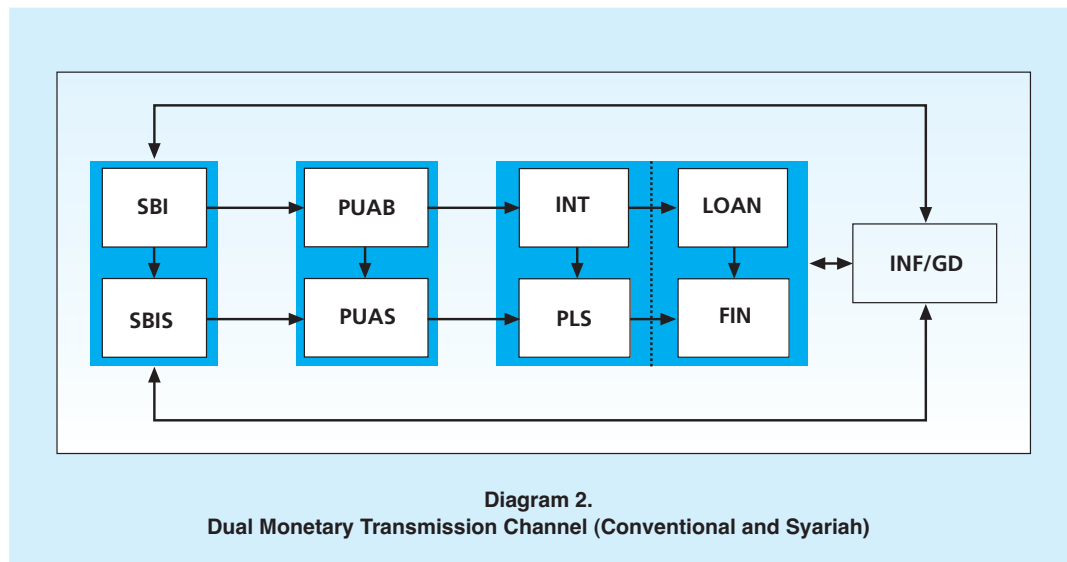 SBI
PUAB
INT
LOAN
INF/GD
SBIS
PUAS
PLS
FIN
Diagram 2.
Dual Monetary Transmission Channel (Conventional and Syariah)